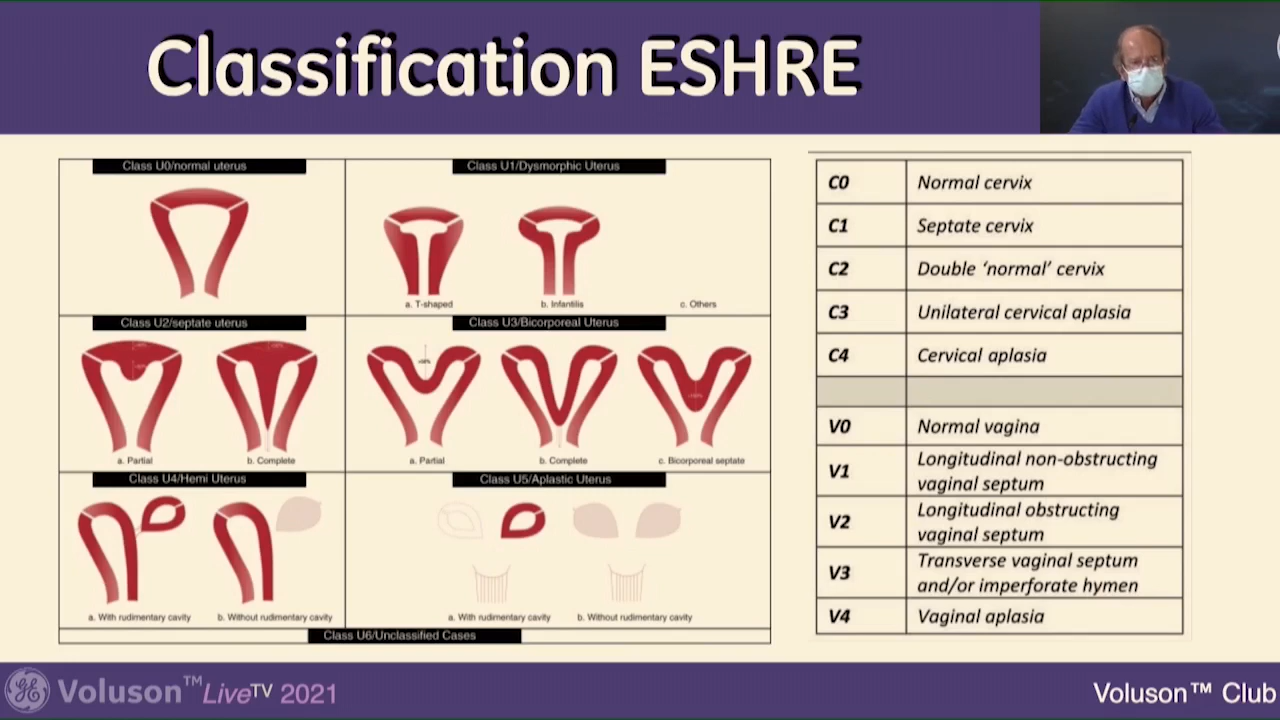 Classification ESHRE
Class U0/normal uterus
Class U1/Dysmorphic Uterus
a. T-shaped
b. Infantilis
c. Others
Class U2/septate uterus
Class U3/Bicorporeal Uterus
a. Partial
b. Complete
a. Partial
b. Complete
c. Bicorporeal septate
Class U4/Hemi Uterus
Class U5/Aplastic Uterus
a. With rudimentary cavity
b. Without rudimentary cavity
a. With rudimentary cavity
b. Without rudimentary cavity
Class U6/Unclassified Cases
C0 Normal cervix
C1 Septate cervix
C2 Double ‘normal’ cervix
C3 Unilateral cervical aplasia
C4 Cervical aplasia
V0 Normal vagina
V1 Longitudinal non-obstructing
vaginal septum
V2 Longitudinal obstructing
vaginal septum
V3 Transverse vaginal septum
and/or imperforate hymen
V4 Vaginal aplasia
GE Voluson™ LiveTV 2021
Voluson™ Club